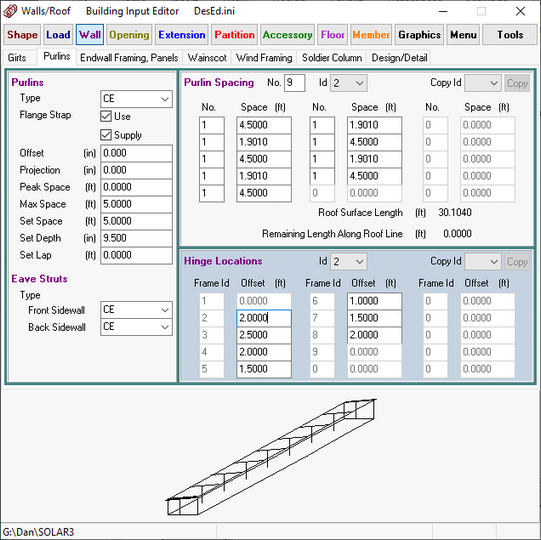 Walls/Roof Building Input Editor DesEd.ini
Shape Load Wall Opening Extension Partition Accessory Floor Member Graphics Menu Tools
Girts Purlins Endwall Framing, Panels Wainscot Wind Framing Soldier Column Design/Detail
Purlins
Type CE
Flange Strap Use
Supply
Offset (in) 0.000
Projection (in) 0.000
Peak Space (ft) 0.0000
Max Space (ft) 5.0000
Set Space (ft) 5.0000
Set Depth (in) 9.500
Set Lap (ft) 0.0000
Eave Struts
Type
Front Sidewall CE
Back Sidewall CE
Purlin Spacing No. 9 Id 2 Copy Id Copy
No. Space (ft) No. Space (ft) No. Space (ft)
1 4.5000 1 1.9010 0 0.0000
1 1.9010 1 4.5000 0 0.0000
1 4.5000 1 1.9010 0 0.0000
1 1.9010 1 4.5000 0 0.0000
1 4.5000 0 0.0000 0 0.0000
Roof Surface Length (ft) 30.1040
Remaining Length Along Roof Line (ft) 0.0000
Hinge Locations Id 2 Copy Id Copy
Frame Id Offset (ft) Frame Id Offset (ft) Frame Id Offset (ft)
1 0.0000 6 1.0000 0 0.0000
2 2.0000 7 1.5000 0 0.0000
3 2.5000 8 2.0000 0 0.0000
4 2.0000 9 0.0000 0 0.0000
5 1.5000 0 0.0000 0 0.0000
G:\Dan\SOLAR3